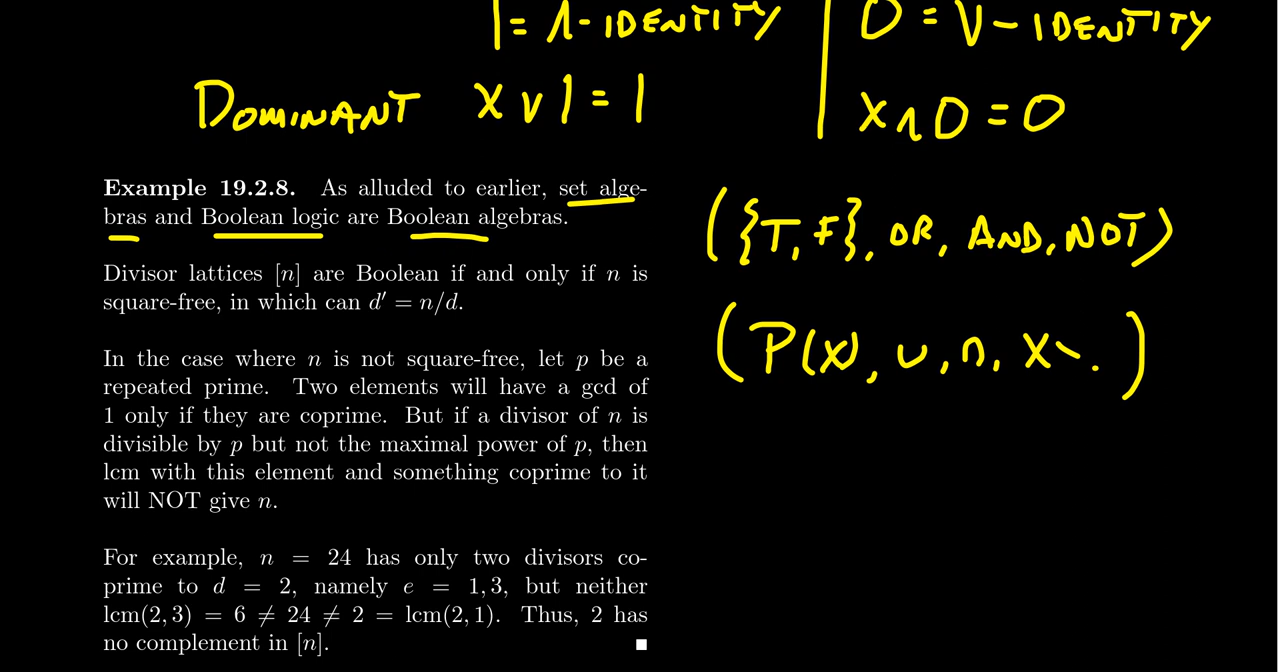 1 = ∧-IDENTITY | 0 = ∨-IDENTITY
DOMINANT x ∨ 1 = 1 | x ∧ 0 = 0
Example 19.2.8. As alluded to earlier, set alge-
bras and Boolean logic are Boolean algebras.
({T, F}, OR, AND, NOT)
Divisor lattices [n] are Boolean if and only if n is
square-free, in which can d′ = n/d.
(P(X), ∪, ∩, X∖.)
In the case where n is not square-free, let p be a
repeated prime. Two elements will have a gcd of
1 only if they are coprime. But if a divisor of n is
divisible by p but not the maximal power of p, then
lcm with this element and something coprime to it
will NOT give n.
For example, n = 24 has only two divisors co-
prime to d = 2, namely e = 1, 3, but neither
lcm(2, 3) = 6 ≠ 24 ≠ 2 = lcm(2, 1). Thus, 2 has
no complement in [n]. ■